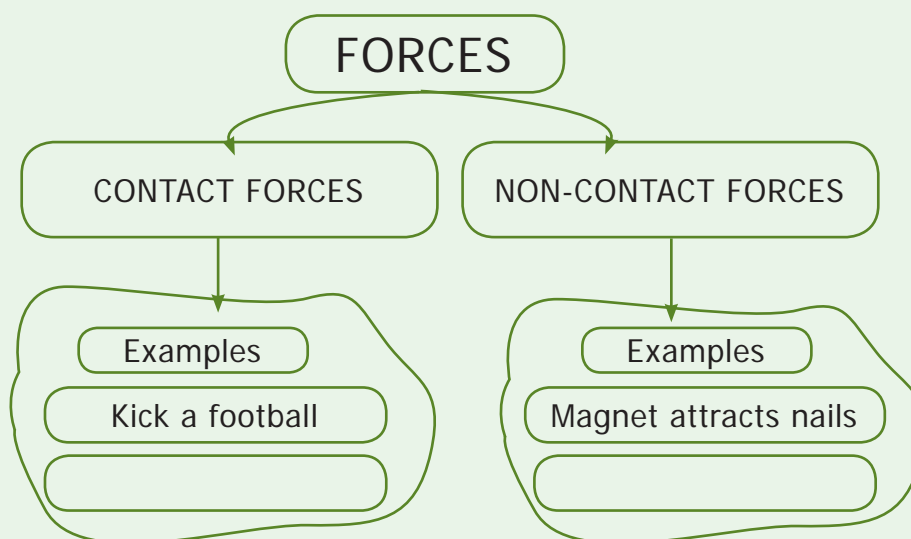 FORCES
CONTACT FORCES
NON-CONTACT FORCES
Examples
Kick a football
Examples
Magnet attracts nails